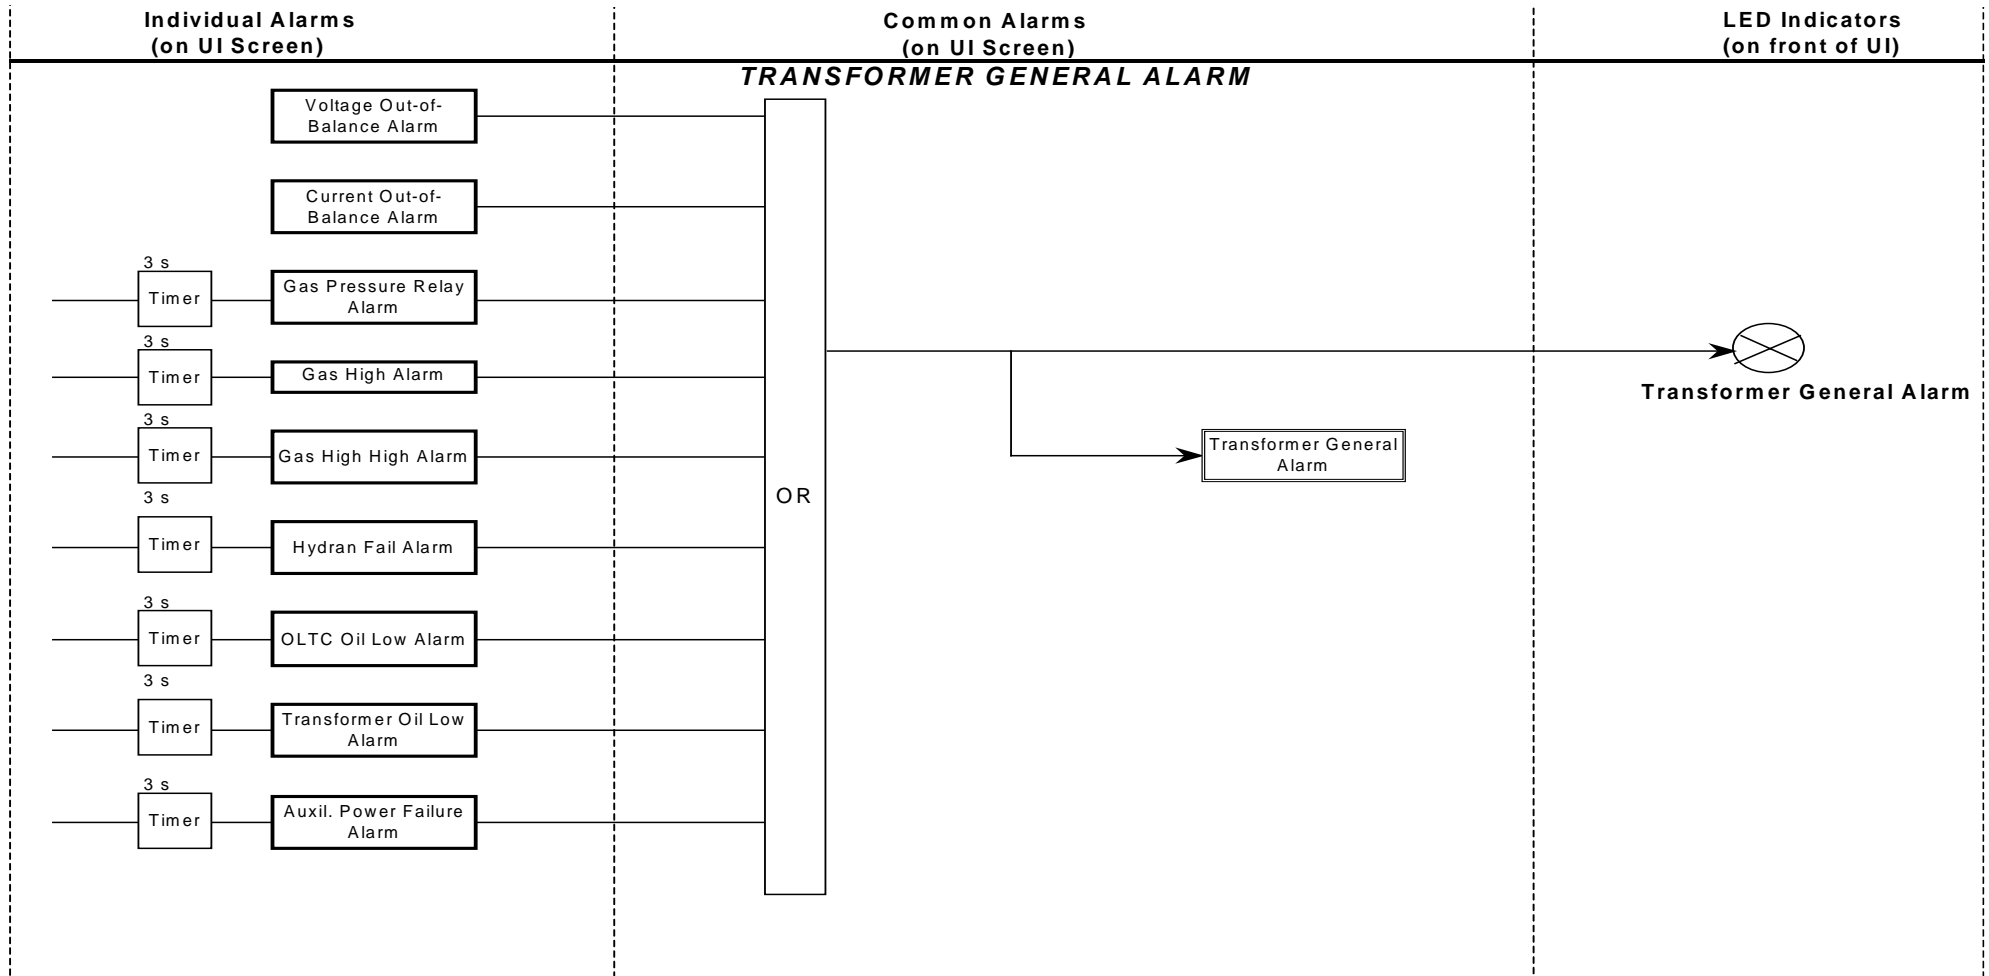 Individual Alarms
(on UI Screen)
Common Alarms
(on UI Screen)
LED Indicators
(on front of UI)
TRANSFORMER GENERAL ALARM
Voltage Out-of-
Balance Alarm
Current Out-of-
Balance Alarm
3 s
Timer
Gas Pressure Relay
Alarm
3 s
Timer
Gas High Alarm
Transformer General Alarm
3 s
Timer
Gas High High Alarm
Transformer General
Alarm
OR
3 s
Timer
Hydran Fail Alarm
3 s
Timer
OLTC Oil Low Alarm
3 s
Timer
Transformer Oil Low
Alarm
3 s
Timer
Auxil. Power Failure
Alarm